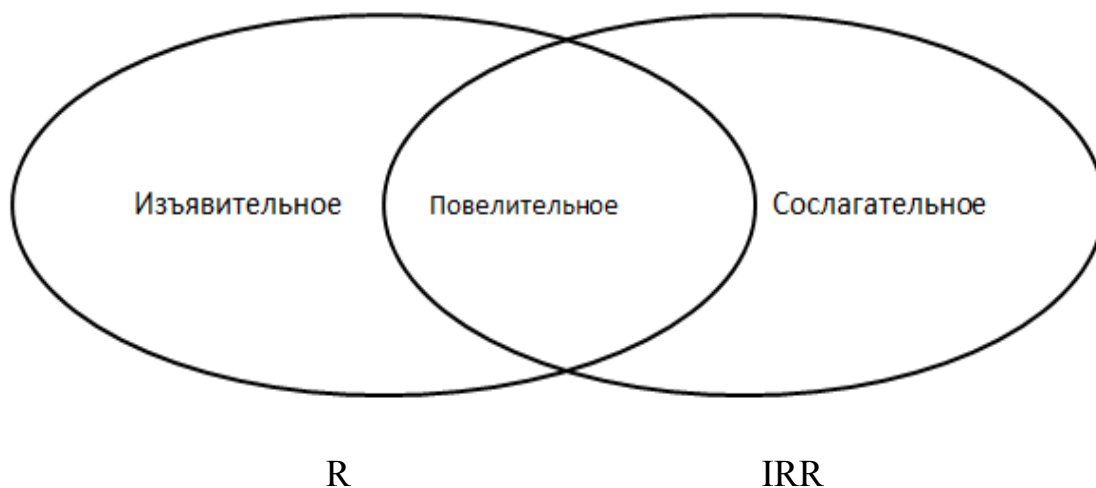 Изъявительное Повелительное Сослагательное
R IRR